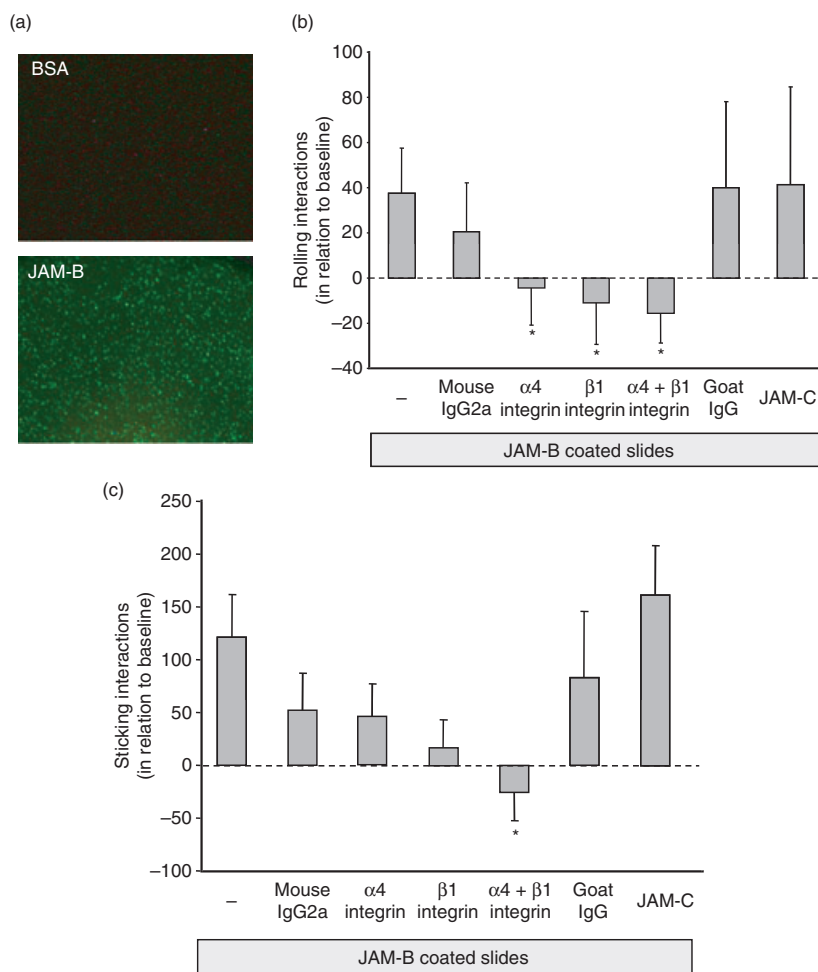 (a)
BSA
JAM-B
(b)
Rolling interactions
(in relation to baseline)
100
80
60
40
20
0
−20
−40
*
*
*
–
Mouse
IgG2a
α4
integrin
β1
integrin
α4 + β1
integrin
Goat
IgG
JAM-C
JAM-B coated slides
(c)
Sticking interactions
(in relation to baseline)
250
200
150
100
50
0
−50
−100
*
–
Mouse
IgG2a
α4
integrin
β1
integrin
α4 + β1
integrin
Goat
IgG
JAM-C
JAM-B coated slides